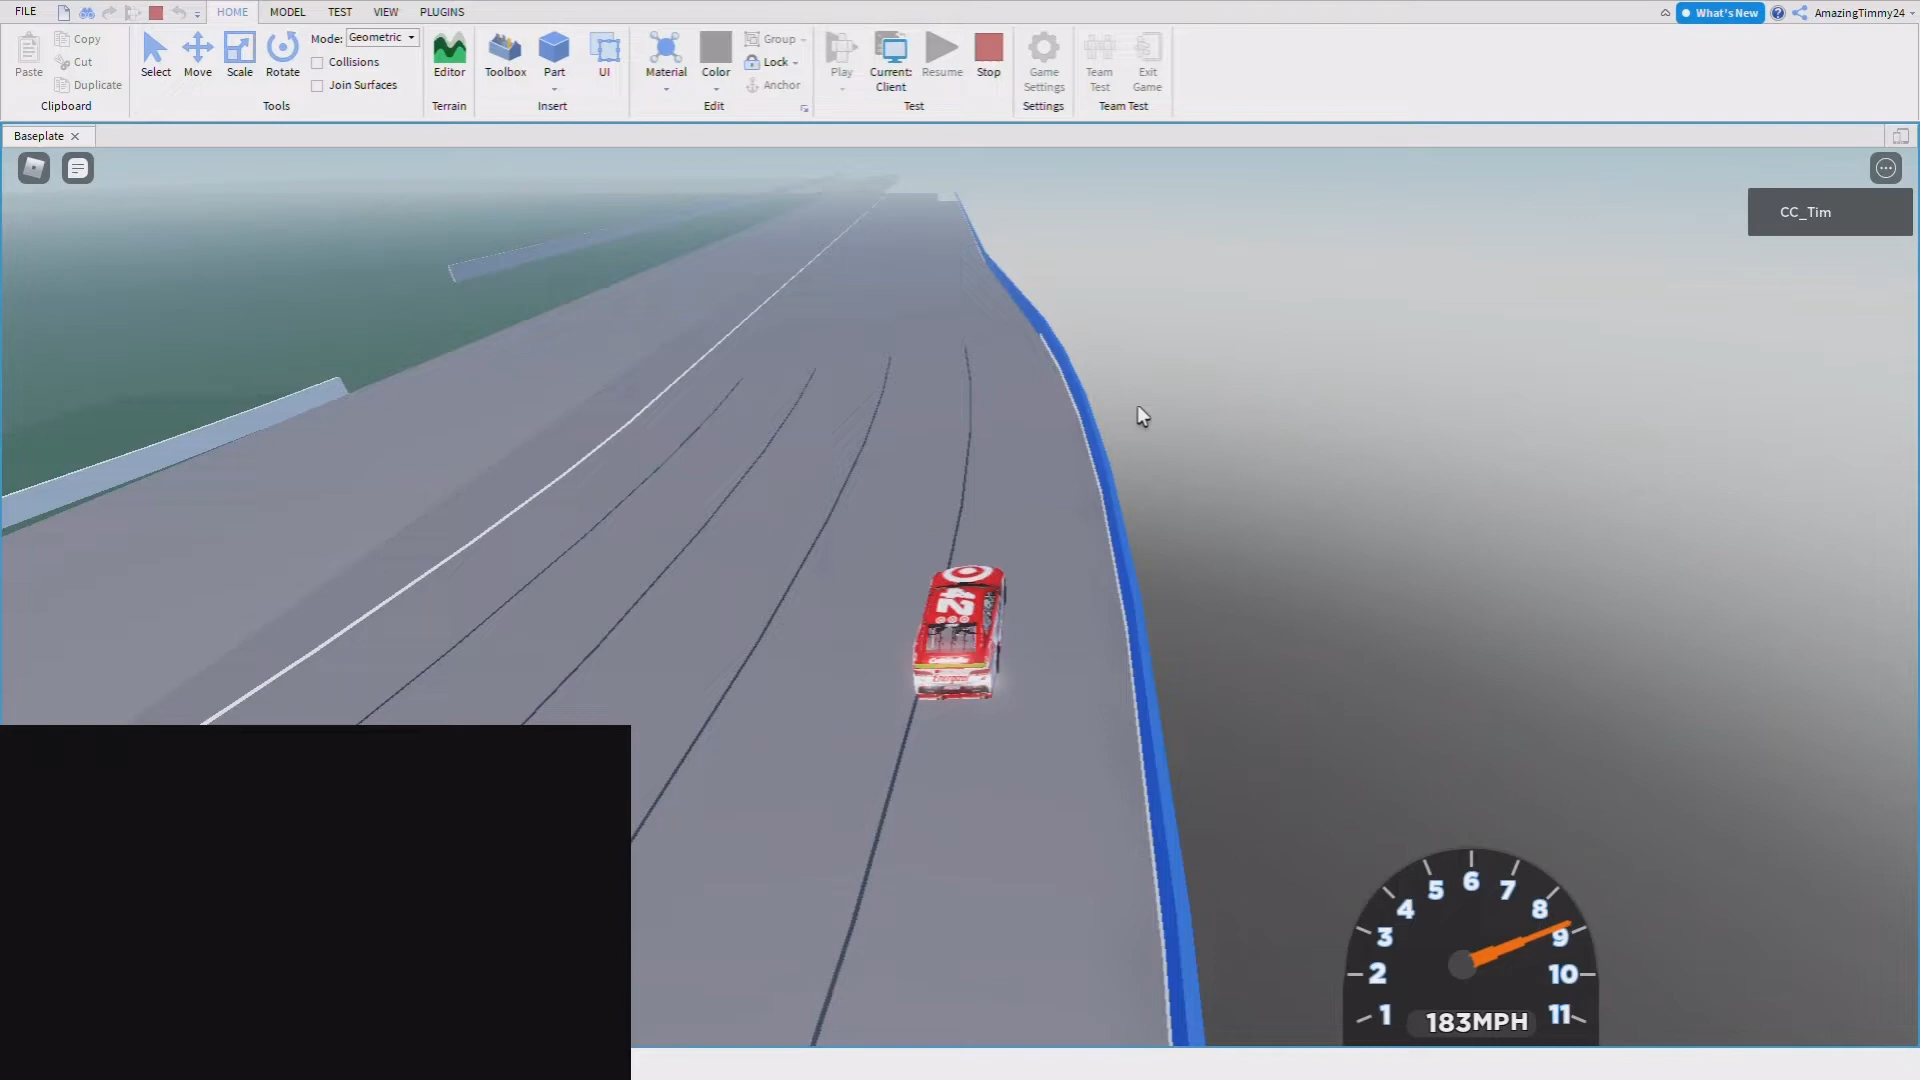 FILE
HOME
MODEL
TEST
VIEW
PLUGINS
What's New
AmazingTimmy24
Paste
Copy
Cut
Duplicate
Clipboard
Select
Move
Scale
Rotate
Mode: Geometric
Collisions
Join Surfaces
Tools
Editor
Terrain
Toolbox
Part
UI
Insert
Material
Color
Group
Lock
Anchor
Edit
Play
Current:
Client
Resume
Stop
Test
Game
Settings
Settings
Team
Test
Exit
Game
Team Test
Baseplate
CC_Tim
42
Energizer
1
2
3
4
5
6
7
8
9
10
11
183MPH